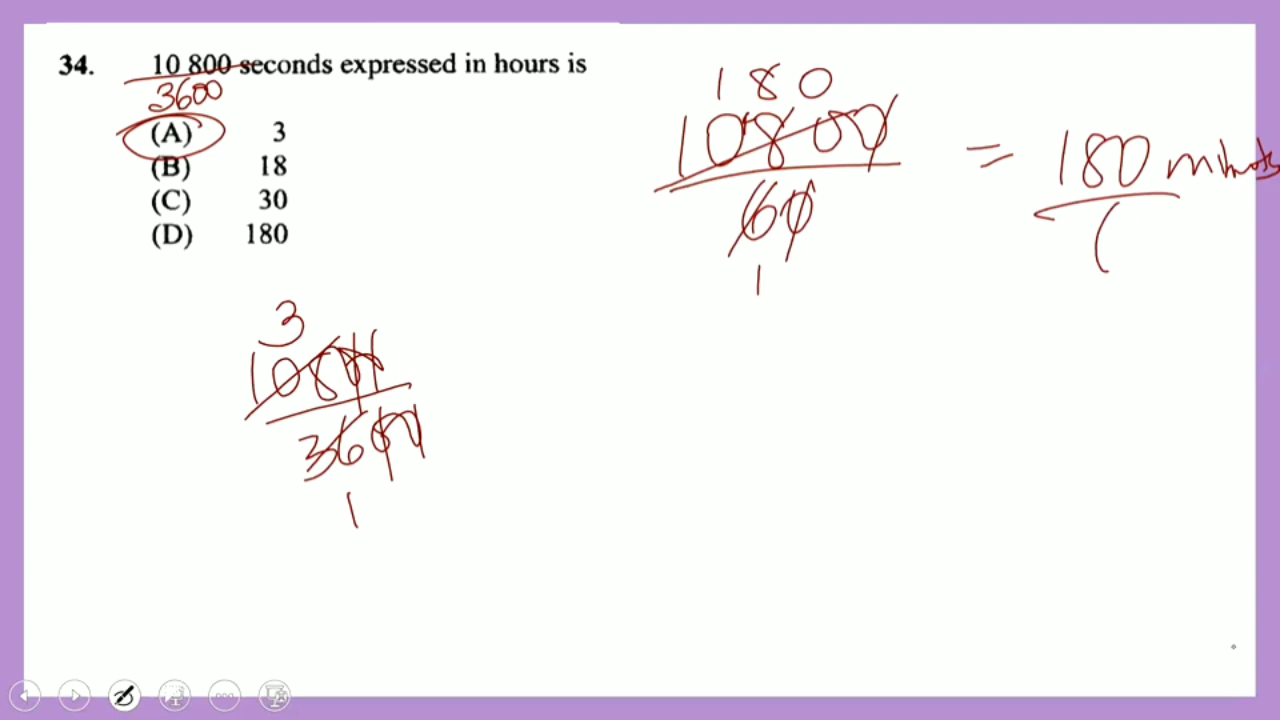 34. 10 800 seconds expressed in hours is
3600
(A) 3
(B) 18
(C) 30
(D) 180
180
10800 = 180 minutes
60
1
3
10800
3600
1